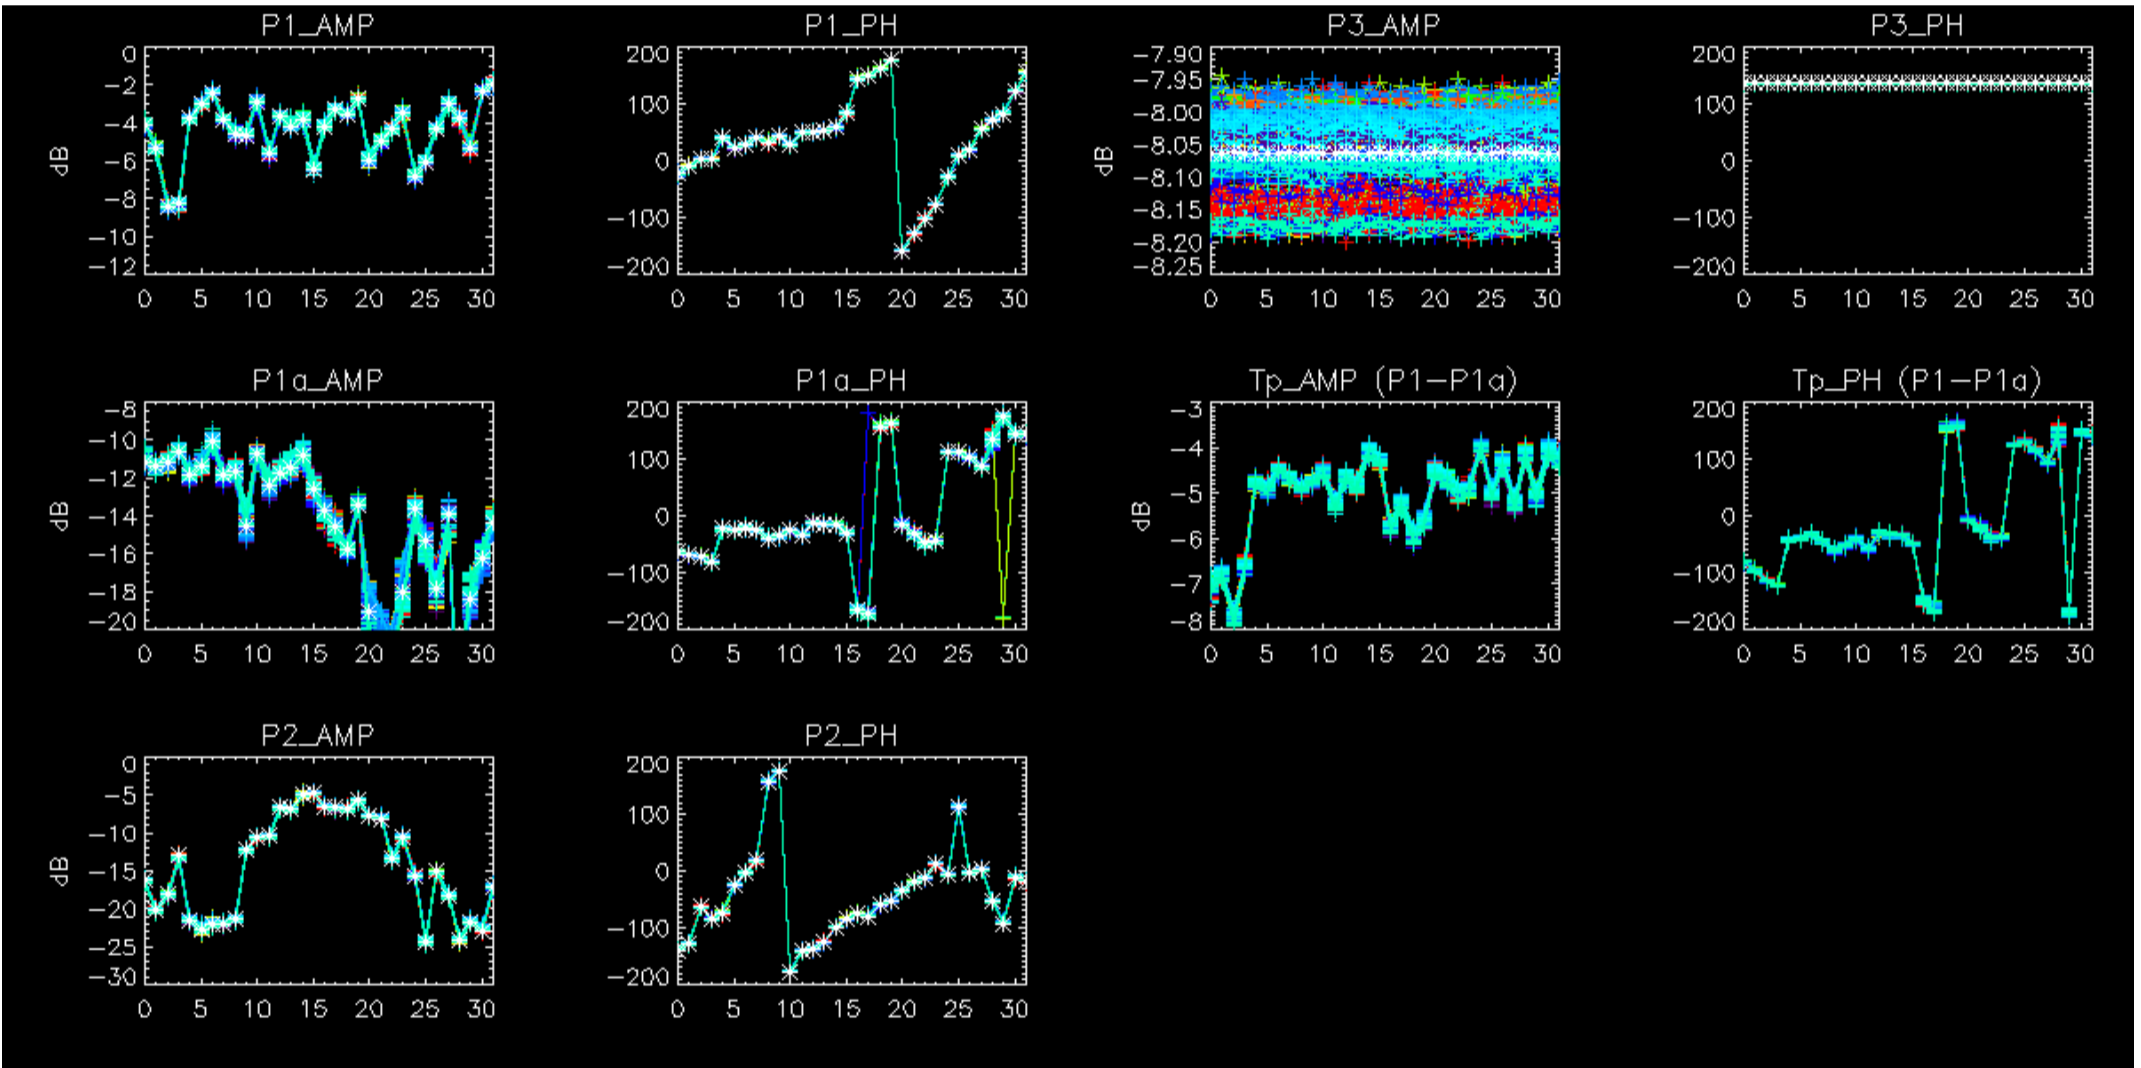 P1_AMP P1_PH P3_AMP P3_PH
0 200 -7.90 200
-2 100 -7.95 100
-4 0 -8.00 0
-6 -100 -8.05 -100
-8 -200 -8.10 -200
-10 -8.15
-12 -8.20
-8.25
dB dB
0 5 10 15 20 25 30 0 5 10 15 20 25 30 0 5 10 15 20 25 30 0 5 10 15 20 25 30
P1a_AMP P1a_PH Tp_AMP (P1-P1a) Tp_PH (P1-P1a)
-8 200 -3 200
-10 100 -4 100
-12 0 -5 0
-14 -100 -6 -100
-16 -200 -7 -200
-18 -8
-20
dB dB
0 5 10 15 20 25 30 0 5 10 15 20 25 30 0 5 10 15 20 25 30 0 5 10 15 20 25 30
P2_AMP P2_PH
0 200
-5 100
-10 0
-15 -100
-20 -200
-25
-30
dB
0 5 10 15 20 25 30 0 5 10 15 20 25 30